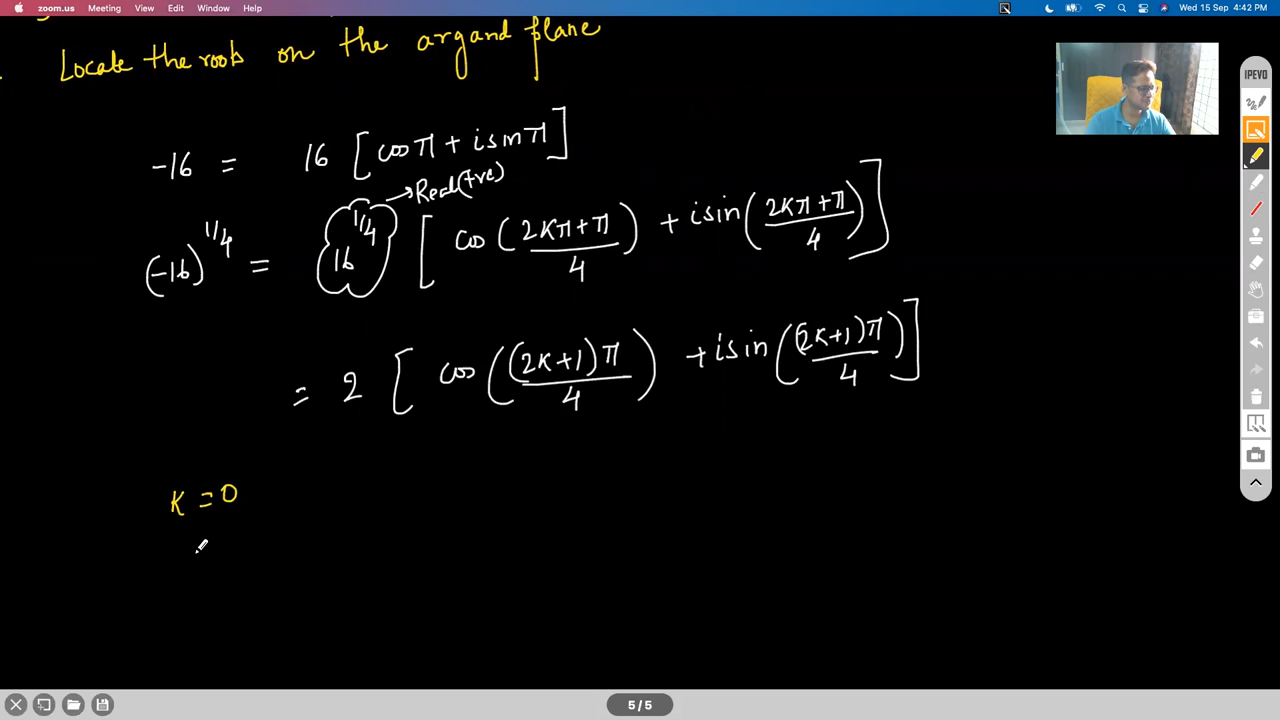 zoom.us Meeting View Edit Window Help Wed 15 Sep 4:42 PM
Locate the roots on the argand plane
IPEVO
-16 = 16 [cos π + i sin π]
→ Real(+ve)
(-16)^{1/4} = 16^{1/4} [cos (2Kπ+π)/4 + i sin (2Kπ+π)/4]
= 2 [cos ((2K+1)π/4) + i sin ((2K+1)π/4)]
K = 0
5/5